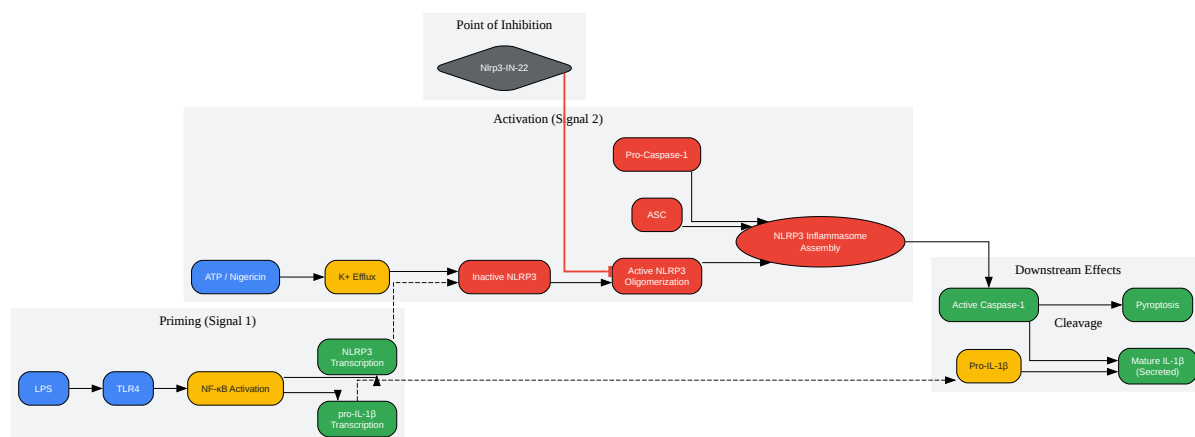 Point of Inhibition
Nlrp3-IN-22
Activation (Signal 2)
Pro-Caspase-1
ASC
NLRP3 Inflammasome
Assembly
ATP / Nigericin
K+ Efflux
Inactive NLRP3
Active NLRP3
Oligomerization
Downstream Effects
Active Caspase-1
Pyroptosis
Cleavage
Pro-IL-1β
Mature IL-1β
(Secreted)
Priming (Signal 1)
NLRP3
Transcription
LPS
TLR4
NF-κB Activation
pro-IL-1β
Transcription